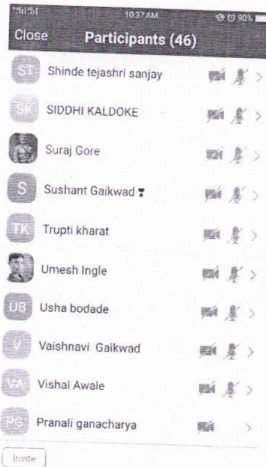 10:37 AM 90%
Close Participants (46)
ST Shinde tejashri sanjay
SK SIDDHI KALDOKE
Suraj Gore
S Sushant Gaikwad
TK Trupti kharat
Umesh Ingle
UB Usha bodade
V Vaishnavi Gaikwad
VA Vishal Awale
PG Pranali ganacharya
Invite